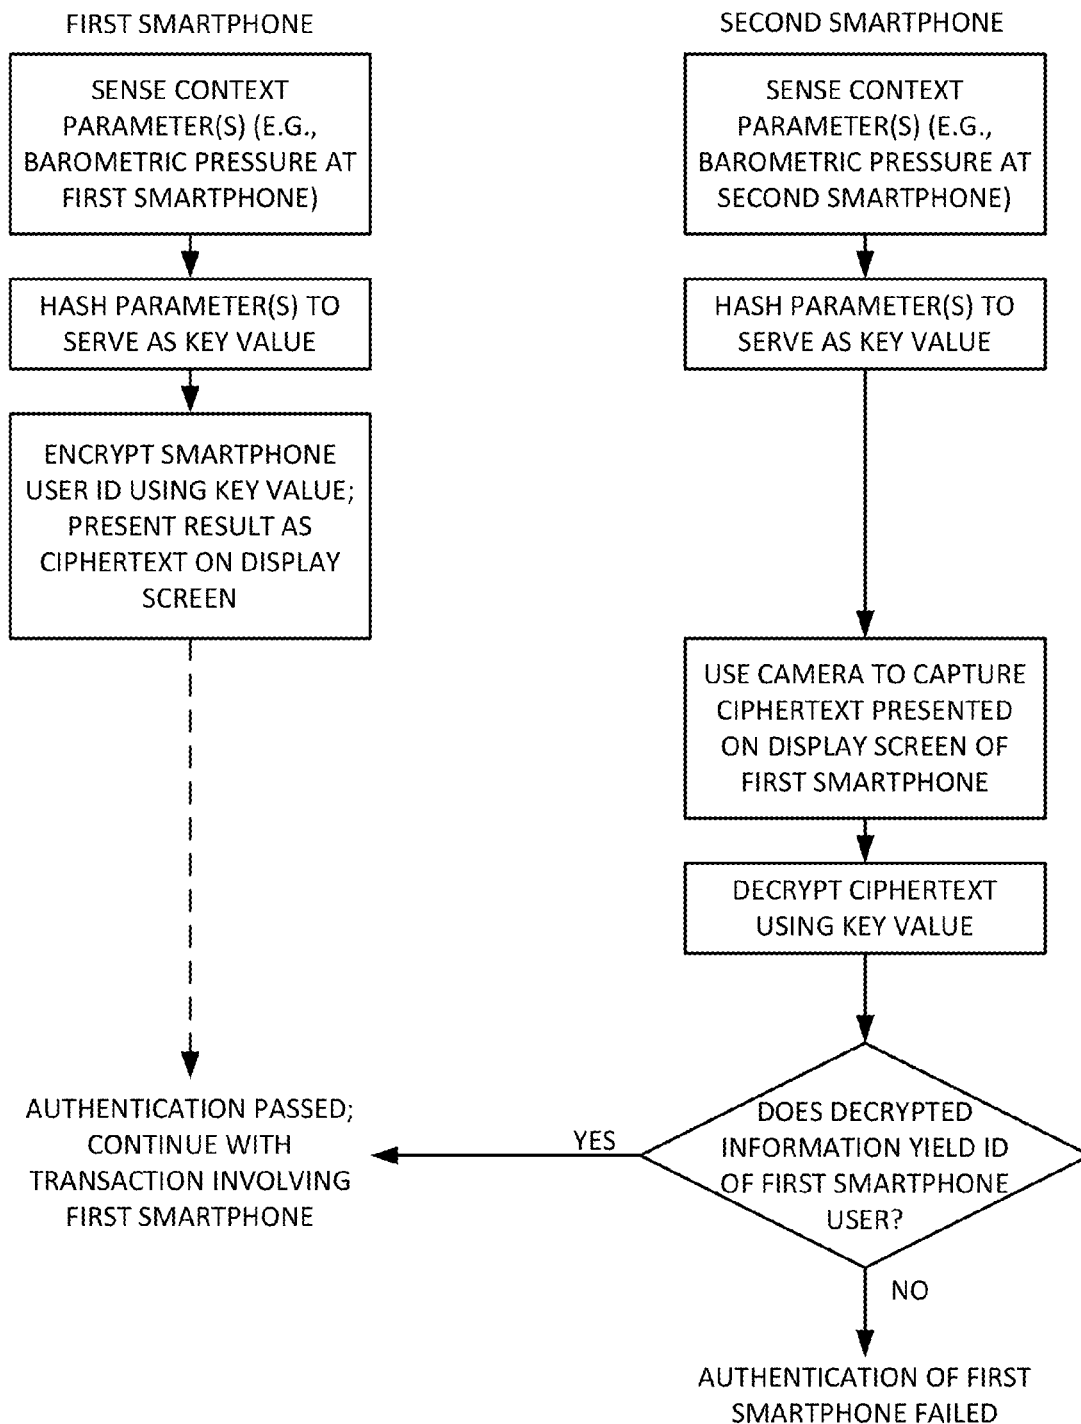 FIRST SMARTPHONE
SENSE CONTEXT
PARAMETER(S) (E.G.,
BAROMETRIC PRESSURE AT
FIRST SMARTPHONE)
HASH PARAMETER(S) TO
SERVE AS KEY VALUE
ENCRYPT SMARTPHONE
USER ID USING KEY VALUE;
PRESENT RESULT AS
CIPHERTEXT ON DISPLAY
SCREEN
AUTHENTICATION PASSED;
CONTINUE WITH
TRANSACTION INVOLVING
FIRST SMARTPHONE
SECOND SMARTPHONE
SENSE CONTEXT
PARAMETER(S) (E.G.,
BAROMETRIC PRESSURE AT
SECOND SMARTPHONE)
HASH PARAMETER(S) TO
SERVE AS KEY VALUE
USE CAMERA TO CAPTURE
CIPHERTEXT PRESENTED
ON DISPLAY SCREEN OF
FIRST SMARTPHONE
DECRYPT CIPHERTEXT
USING KEY VALUE
DOES DECRYPTED
INFORMATION YIELD ID
OF FIRST SMARTPHONE
USER?
YES
NO
AUTHENTICATION OF FIRST
SMARTPHONE FAILED